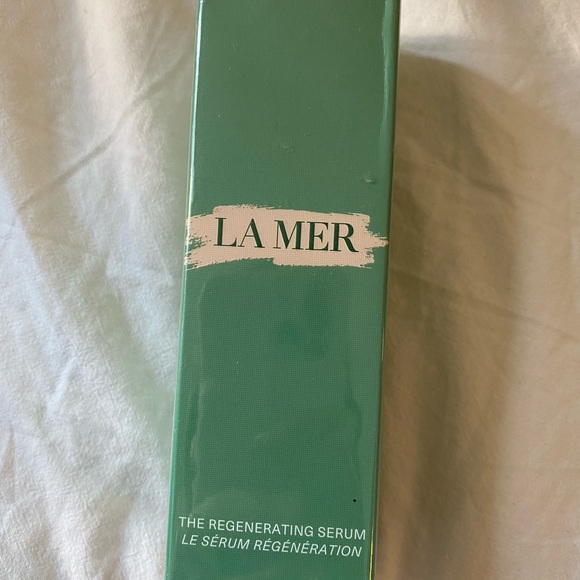 LA MER
THE REGENERATING SERUM
LE SÉRUM RÉGÉNÉRATION